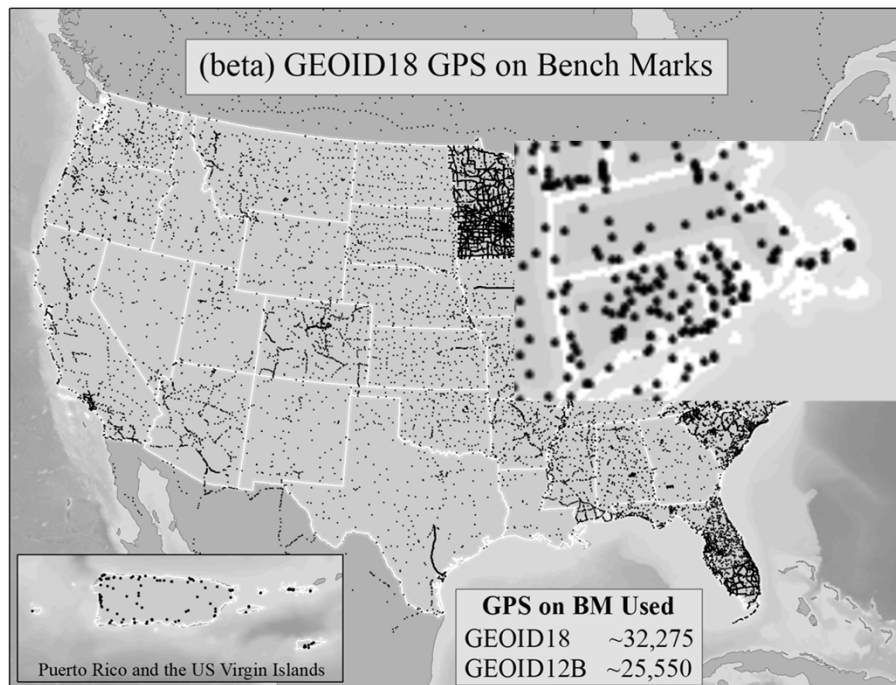 (beta) GEOID18 GPS on Bench Marks
GPS on BM Used
GEOID18 ~32,275
GEOID12B ~25,550
Puerto Rico and the US Virgin Islands